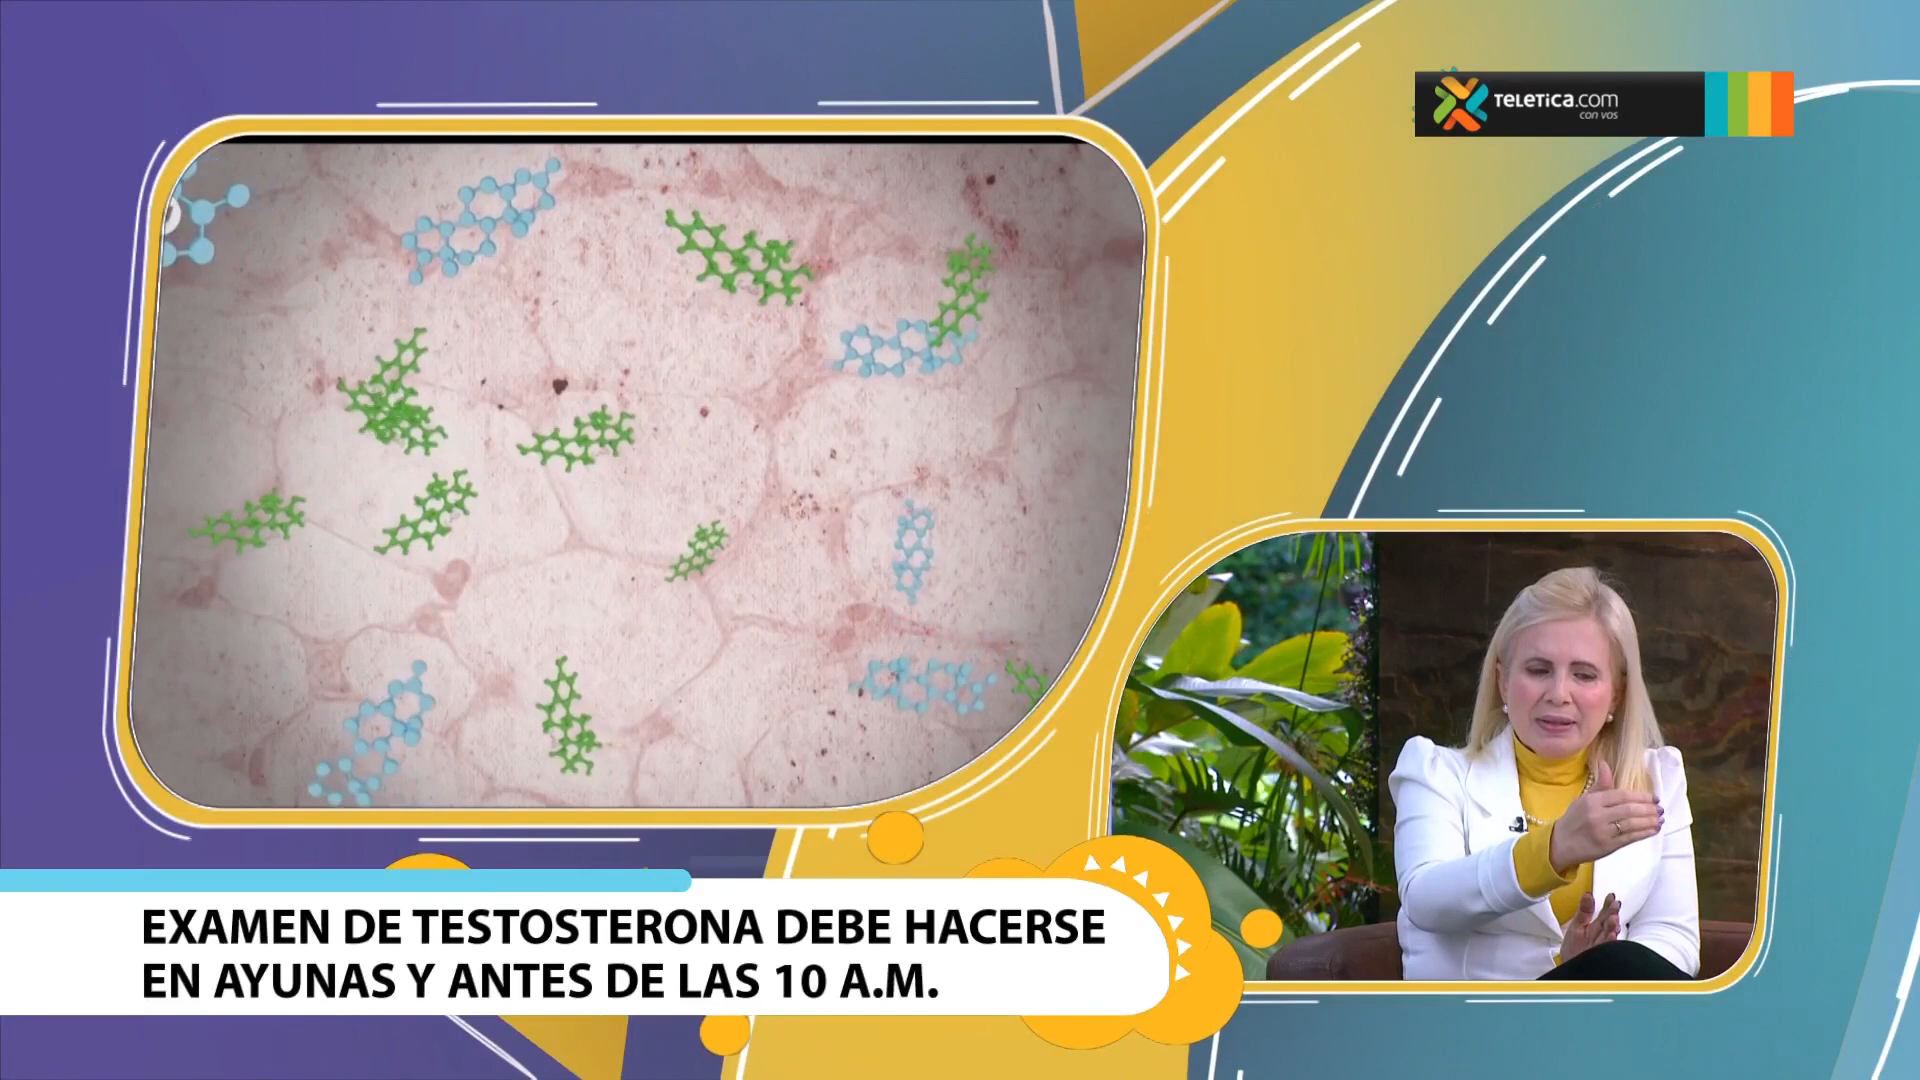 TELETICA.com
con vos
EXAMEN DE TESTOSTERONA DEBE HACERSE
EN AYUNAS Y ANTES DE LAS 10 A.M.